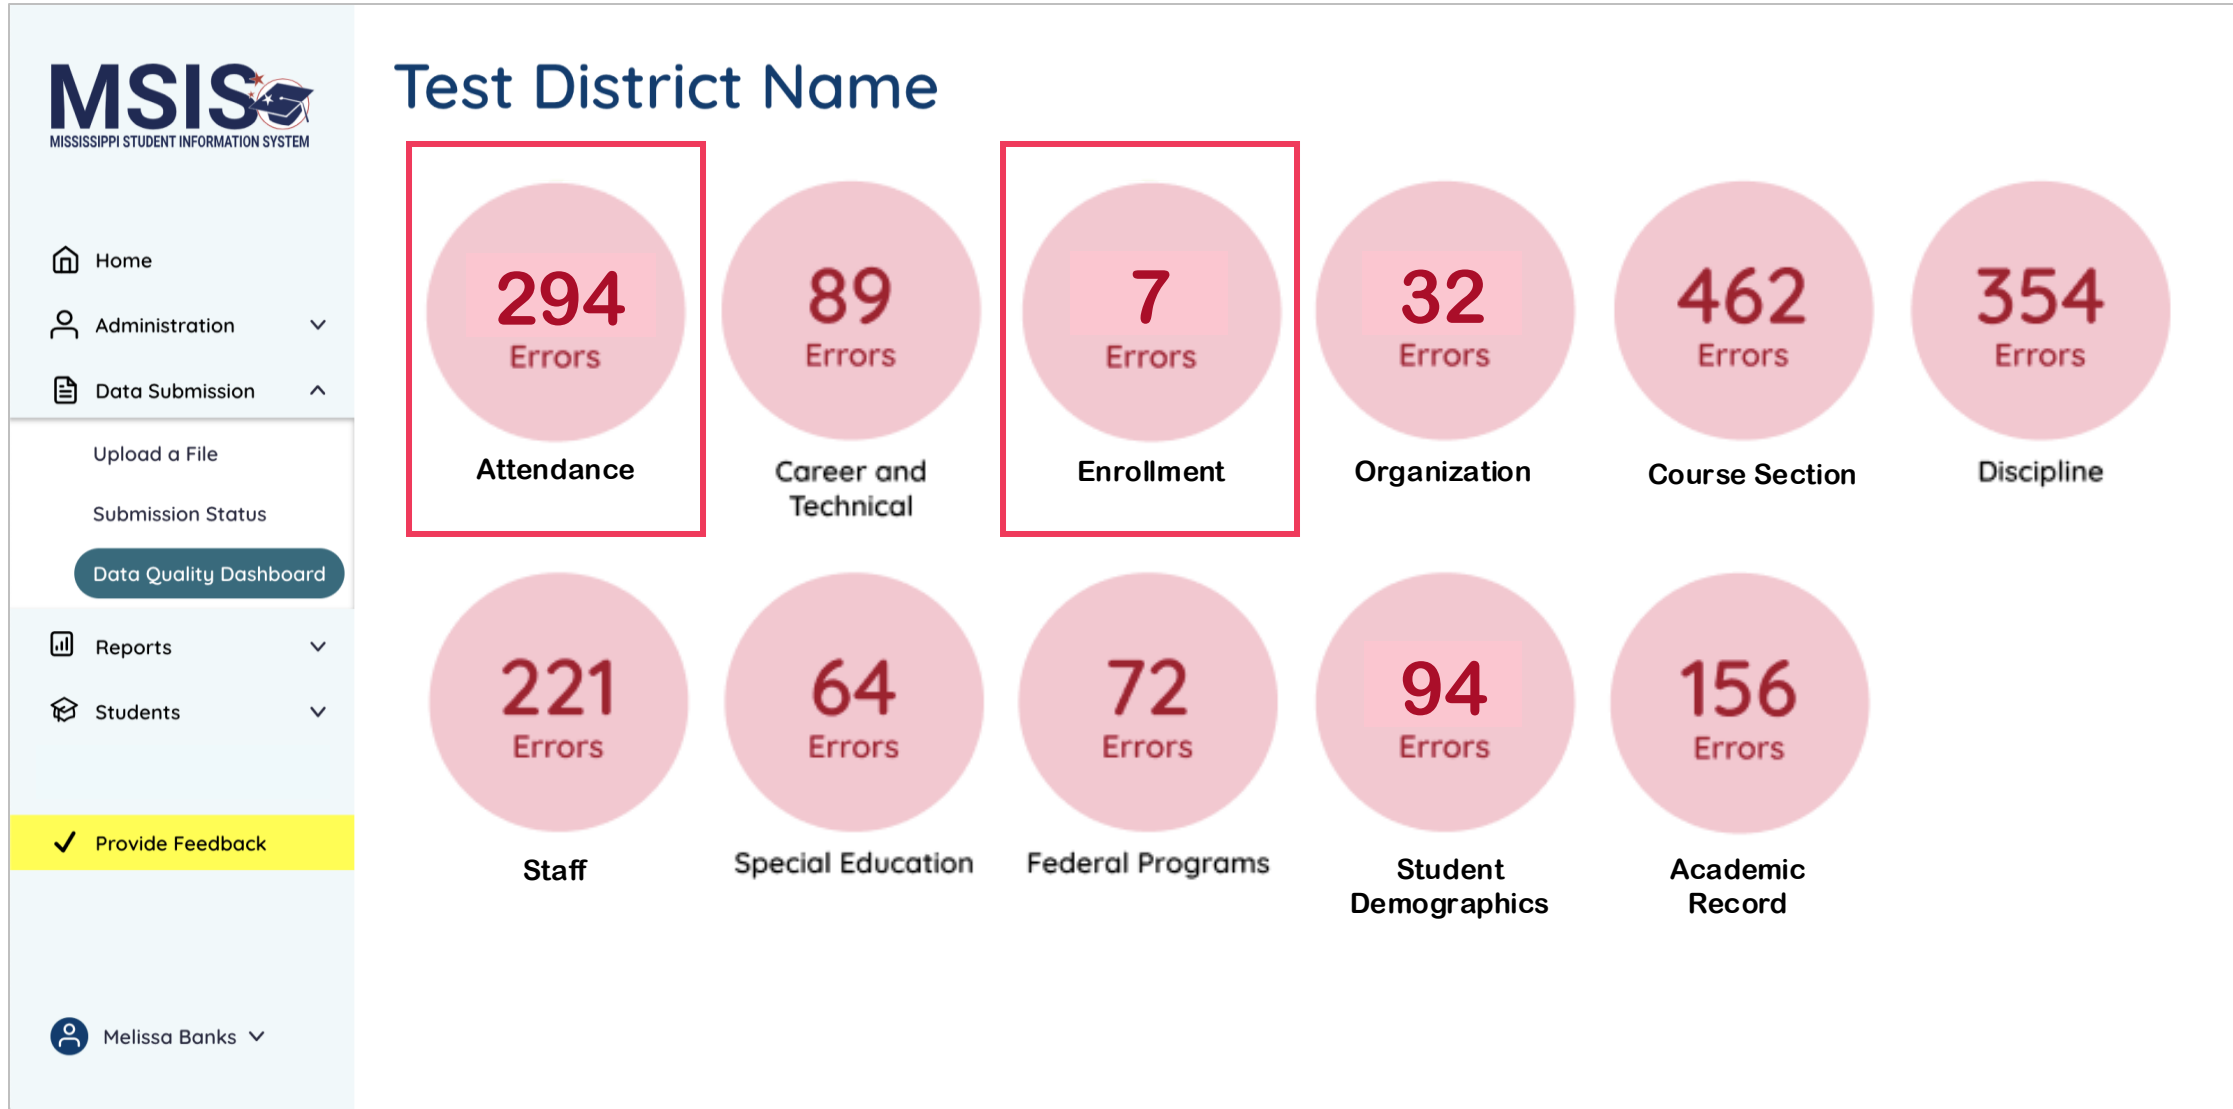 MSIS
MISSISSIPPI STUDENT INFORMATION SYSTEM
Home
Administration
Data Submission
Upload a File
Submission Status
Data Quality Dashboard
Reports
Students
Provide Feedback
Melissa Banks
Test District Name
294
Errors
Attendance
89
Errors
Career and
Technical
7
Errors
Enrollment
32
Errors
Organization
462
Errors
Course Section
354
Errors
Discipline
221
Errors
Staff
64
Errors
Special Education
72
Errors
Federal Programs
94
Errors
Student
Demographics
156
Errors
Academic
Record